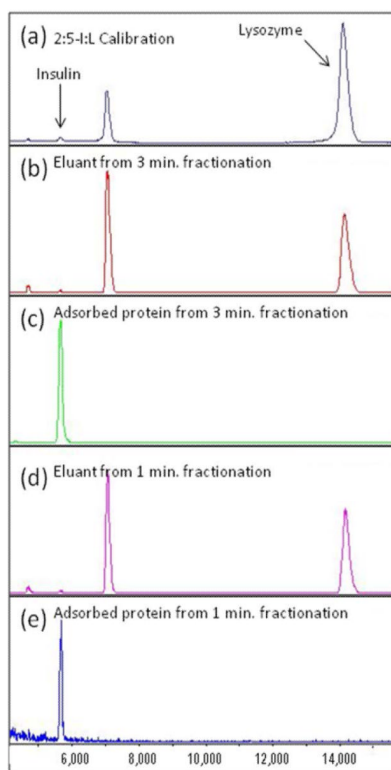 (a) 2:5-I:L Calibration
Lysozyme
Insulin
(b) Eluant from 3 min. fractionation
(c) Adsorbed protein from 3 min. fractionation
(d) Eluant from 1 min. fractionation
(e) Adsorbed protein from 1 min. fractionation
6,000 8,000 10,000 12,000 14,000